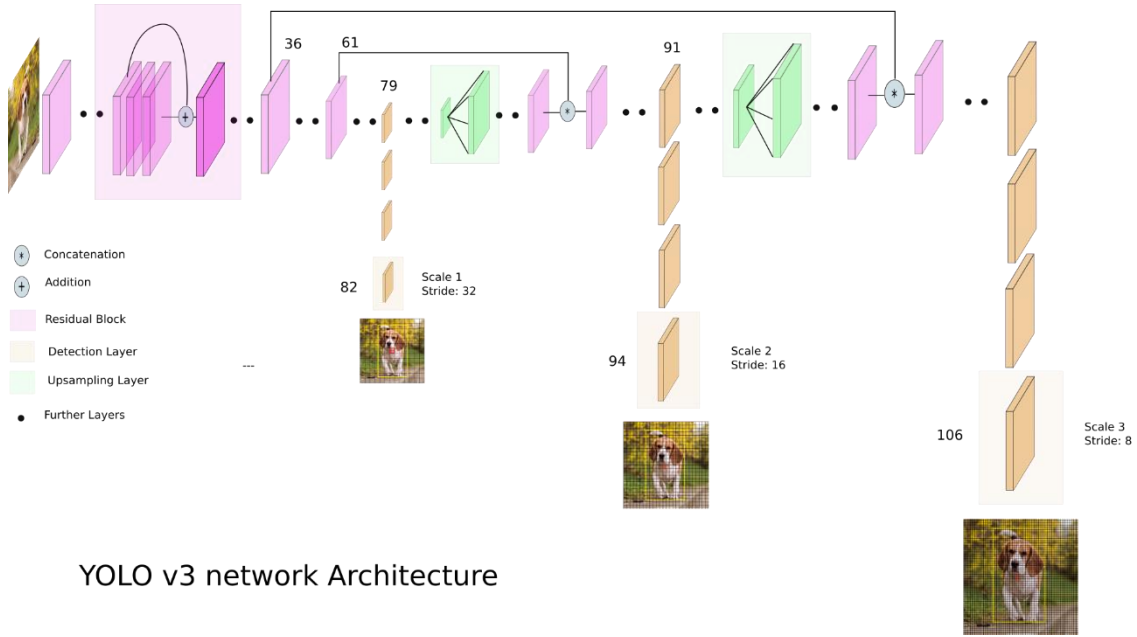 36
61
79
91
*
*
+
* Concatenation
+ Addition
Residual Block
Detection Layer
Upsampling Layer
Further Layers
---
82
Scale 1
Stride: 32
94
Scale 2
Stride: 16
106
Scale 3
Stride: 8
YOLO v3 network Architecture